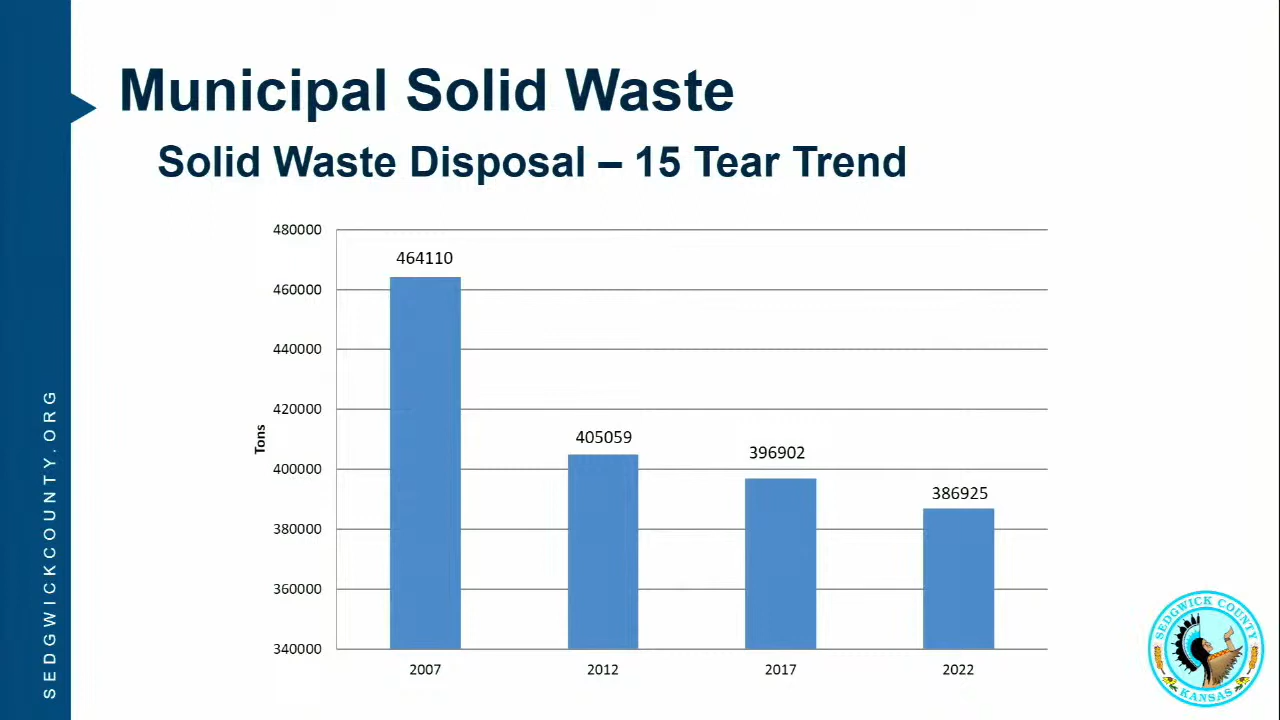 Municipal Solid Waste
Solid Waste Disposal – 15 Tear Trend
480000
460000
440000
420000
400000
380000
360000
340000
Tons
464110
405059
396902
386925
2007
2012
2017
2022
SEDGWICKCOUNTY.ORG
SEDGWICK COUNTY
KANSAS